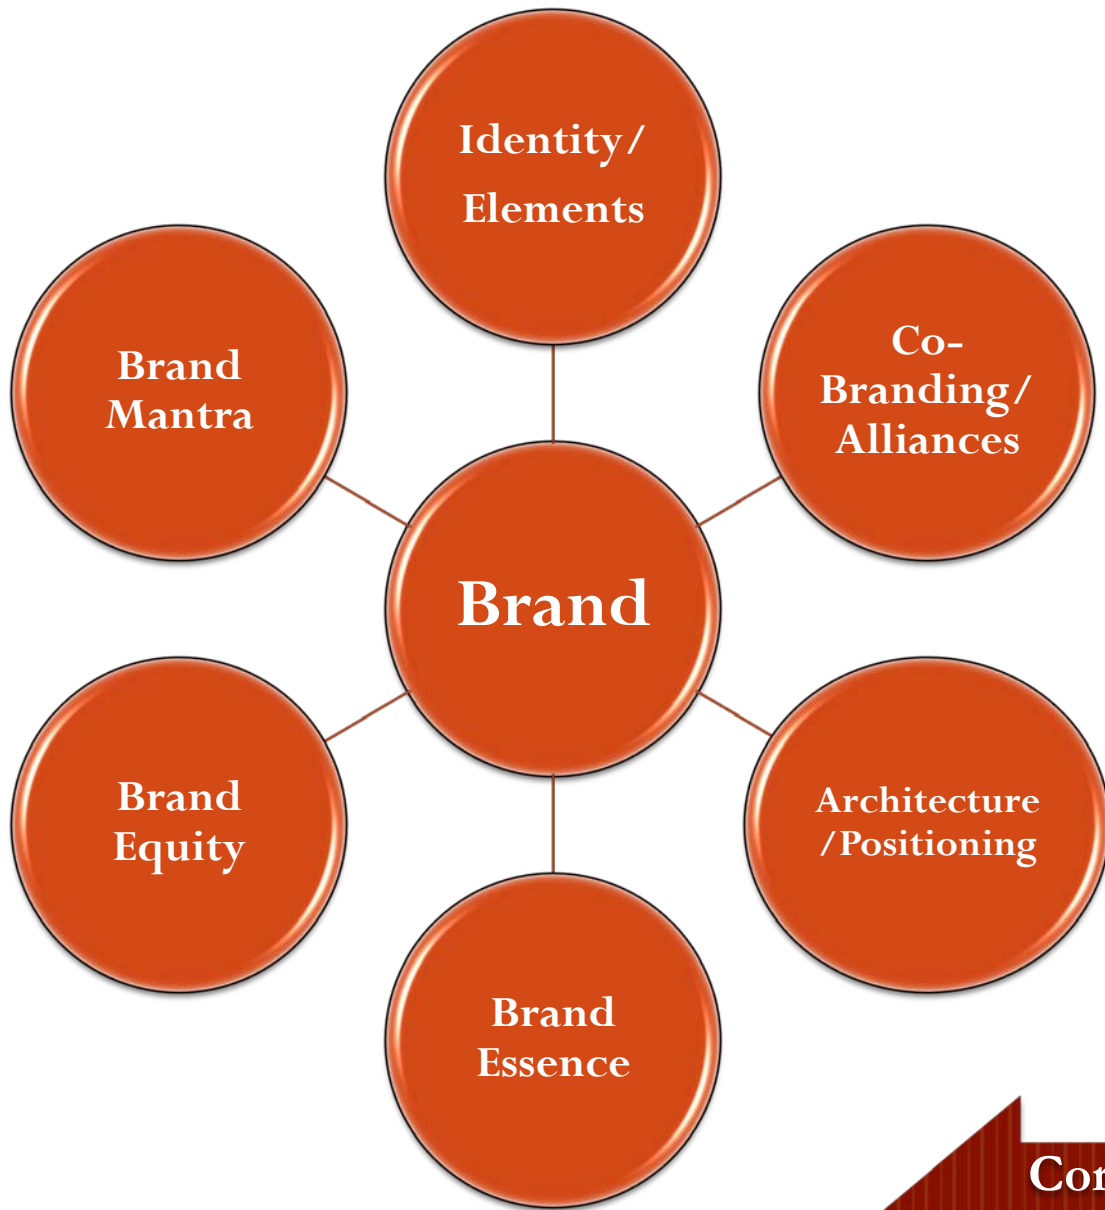 Identity/
Elements
Co-
Branding/
Alliances
Brand
Mantra
Brand
Architecture
/Positioning
Brand
Equity
Brand
Essence